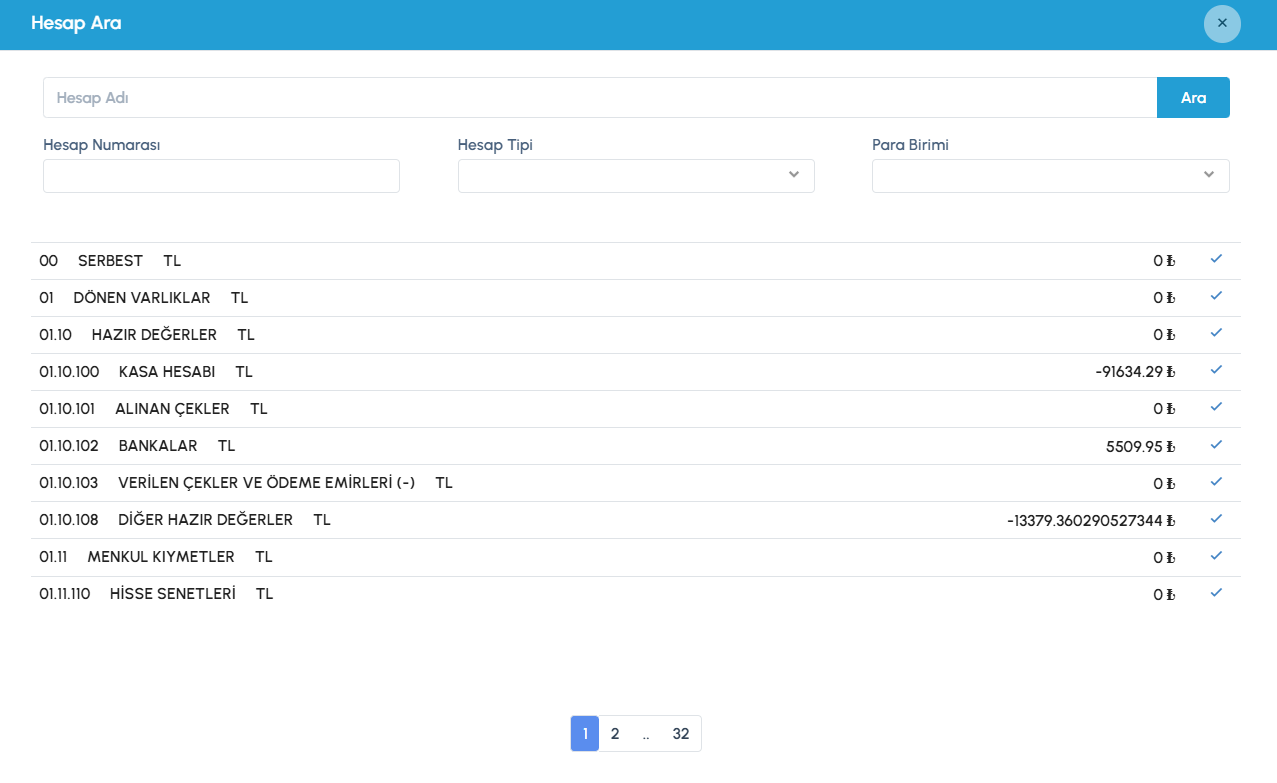 Hesap Ara
Hesap Adı
Ara
Hesap Numarası
Hesap Tipi
Para Birimi
00 SERBEST TL 0 ₺
01 DÖNEN VARLIKLAR TL 0 ₺
01.10 HAZIR DEĞERLER TL 0 ₺
01.10.100 KASA HESABI TL -91634.29 ₺
01.10.101 ALINAN ÇEKLER TL 0 ₺
01.10.102 BANKALAR TL 5509.95 ₺
01.10.103 VERİLEN ÇEKLER VE ÖDEME EMİRLERİ (-) TL 0 ₺
01.10.108 DİĞER HAZIR DEĞERLER TL -13379.360290527344 ₺
01.11 MENKUL KIYMETLER TL 0 ₺
01.11.110 HİSSE SENETLERİ TL 0 ₺
1 2 .. 32